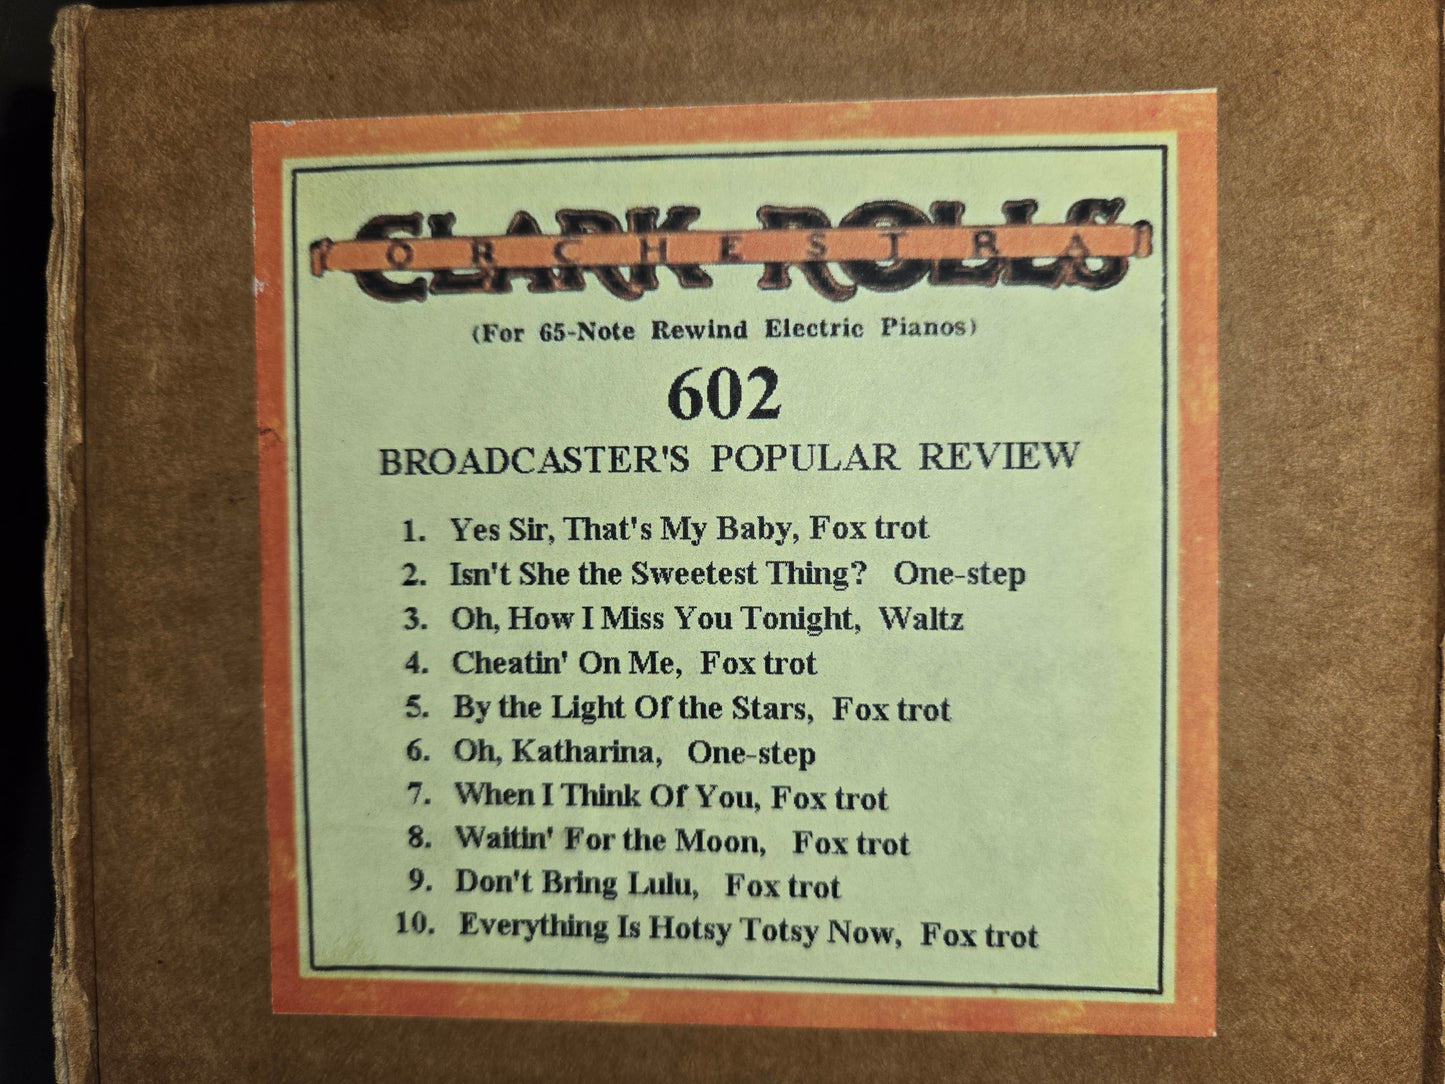 CLARK ROLLS
ORCHESTRA
(For 65-Note Rewind Electric Pianos)
602
BROADCASTER'S POPULAR REVIEW
1. Yes Sir, That's My Baby, Fox trot
2. Isn't She the Sweetest Thing? One-step
3. Oh, How I Miss You Tonight, Waltz
4. Cheatin' On Me, Fox trot
5. By the Light Of the Stars, Fox trot
6. Oh, Katharina, One-step
7. When I Think Of You, Fox trot
8. Waitin' For the Moon, Fox trot
9. Don't Bring Lulu, Fox trot
10. Everything Is Hotsy Totsy Now, Fox trot